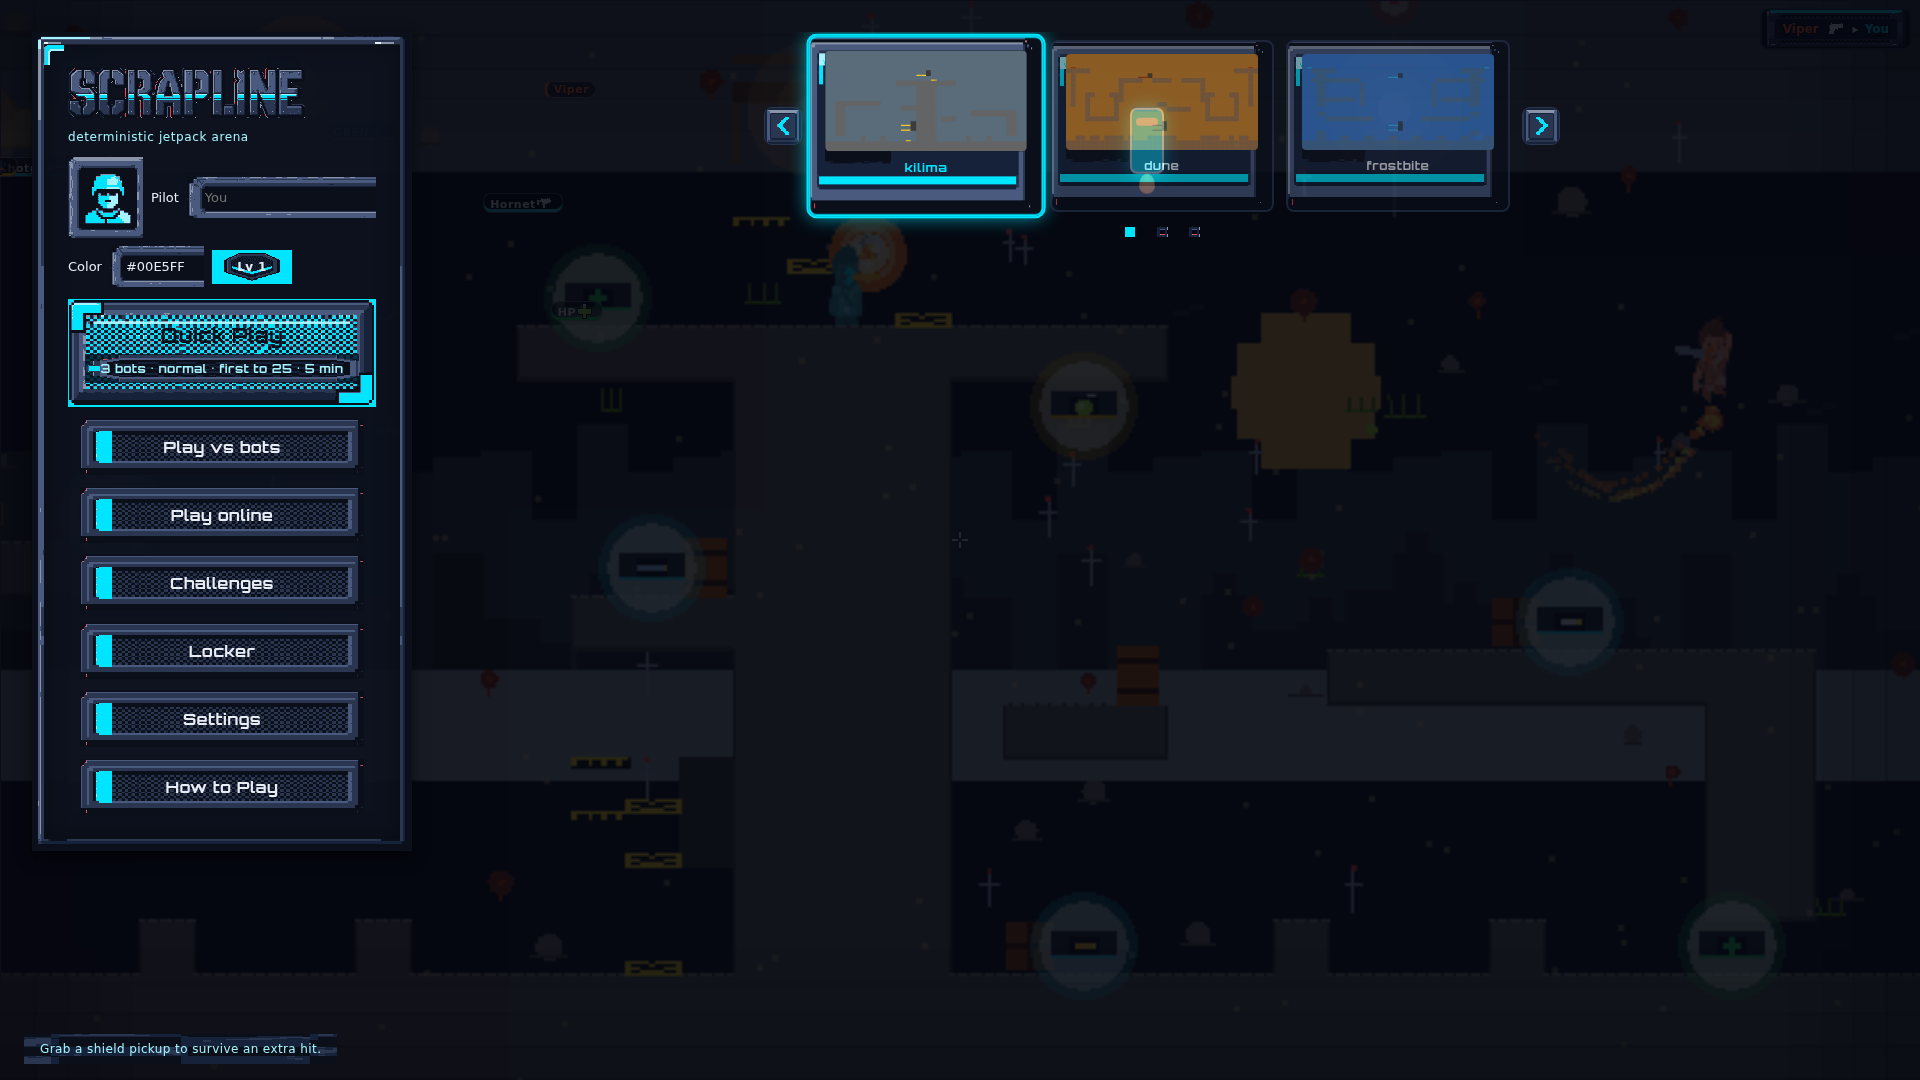 SCRAPLINE
deterministic jetpack arena
Pilot
You
Color
#00E5FF
Lv 1
Quick Play
3 bots · normal · first to 25 · 5 min
Play vs bots
Play online
Challenges
Locker
Settings
How to Play
Grab a shield pickup to survive an extra hit.
kilima
dune
frostbite
Viper
You
Viper
Hornet
HP